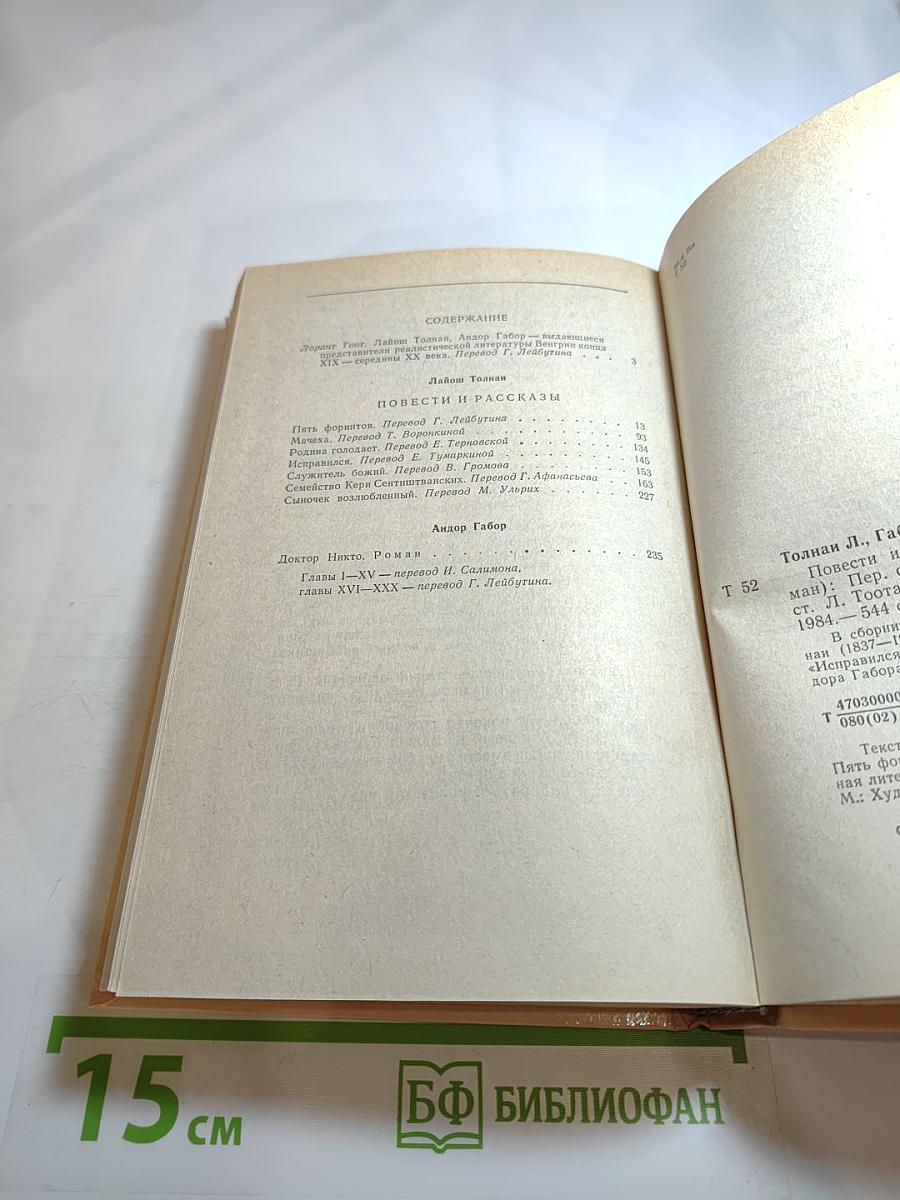 СОДЕРЖАНИЕ
Лорант Тоот. Лайош Толнаи, Андор Габор — выдающиеся
представители реалистической литературы Венгрии конца
XIX — середины XX века. Перевод Г. Лейбутина . . . 3
Лайош Толнаи
ПОВЕСТИ И РАССКАЗЫ
Пять форинтов. Перевод Г. Лейбутина . . . . . . . 13
Мачеха. Перевод Т. Воронкиной . . . . . . . . . 93
Родина голодает. Перевод Е. Терновской . . . . . . . 134
Исправился. Перевод Е. Тумаркиной . . . . . . . . 145
Служитель божий. Перевод В. Громова . . . . . . . 153
Семейство Кери Сентиштванских. Перевод Г. Афанасьева . 163
Сыночек возлюбленный. Перевод М. Ульрих . . . . . . 227
Андор Габор
Доктор Никто. Роман . . . . . . . . . . . . . 235
Главы I—XV — перевод И. Салимона,
главы XVI—XXX — перевод Г. Лейбутина.
Т 52
Толнаи Л., Габ
Повести и
Т 52
ман): Пер. с
ст. Л. Тоота
1984.— 544 с
В сборни
наи (1837—1
«Исправился
дора Габора
Т 47030000
080(02)
Текст
Пять фор
ная лите
М.: Худ
15 см
БФ БИБЛИОФАН